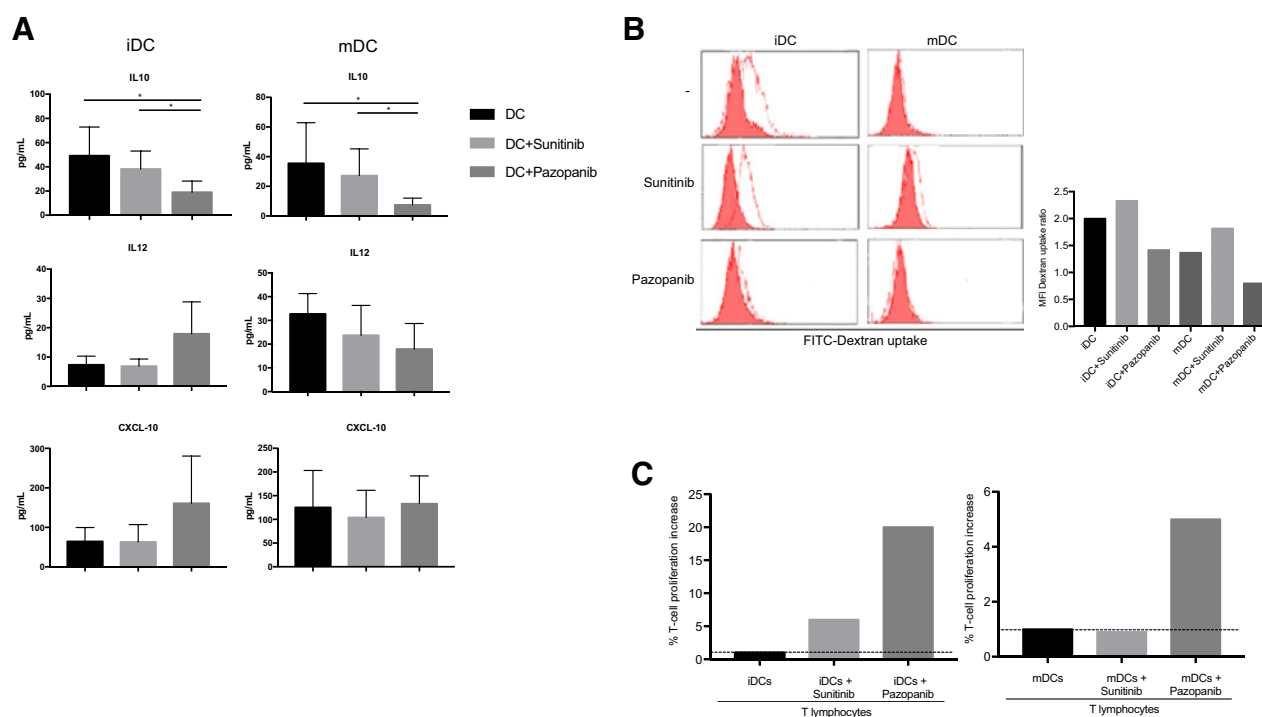 A
iDC
mDC
IL10
pg/mL
100
80
60
40
20
0
*
*
IL10
pg/mL
80
60
40
20
0
*
*
DC
DC+Sunitinib
DC+Pazopanib
IL12
pg/mL
40
30
20
10
0
IL12
pg/mL
50
40
30
20
10
0
CXCL-10
pg/mL
300
200
100
0
CXCL-10
pg/mL
250
200
150
100
50
0
B
iDC
mDC
-
Sunitinib
Pazopanib
FITC-Dextran uptake
MFI Dextran uptake ratio
2.5
2.0
1.5
1.0
0.5
0.0
iDC
iDC+Sunitinib
iDC+Pazopanib
mDC
mDC+Sunitinib
mDC+Pazopanib
C
% T-cell proliferation increase
25
20
15
10
5
0
iDCs
iDCs +
Sunitinib
iDCs +
Pazopanib
T lymphocytes
% T-cell proliferation increase
6
4
2
0
mDCs
mDCs +
Sunitinib
mDCs +
Pazopanib
T lymphocytes